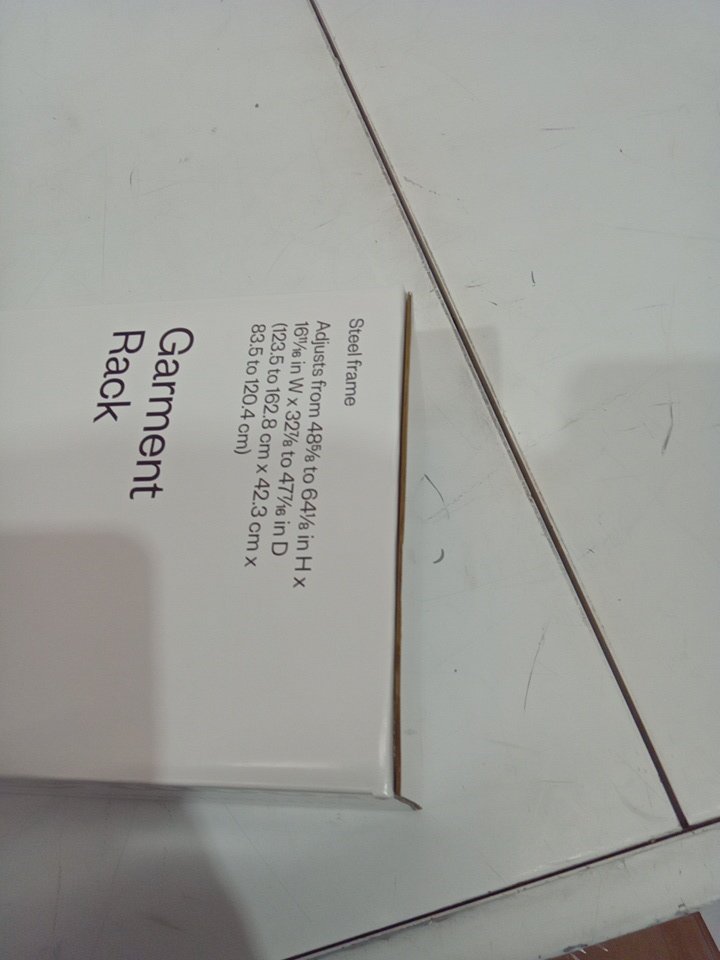 Steel frame
Adjusts from 48⅝ to 64⅛ in H x
16¹¹⁄₁₆ in W x 32⅞ to 47⁷⁄₁₆ in D
(123.5 to 162.8 cm x 42.3 cm x
83.5 to 120.4 cm)
Garment
Rack